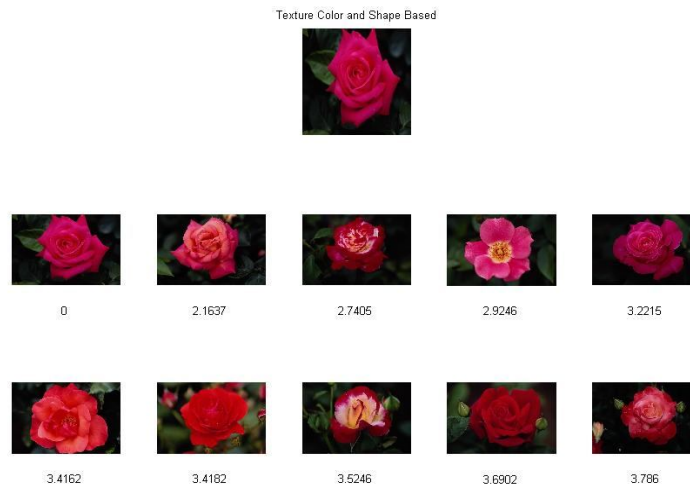 Texture Color and Shape Based
0 2.1637 2.7405 2.9246 3.2215
3.4162 3.4182 3.5246 3.6902 3.786